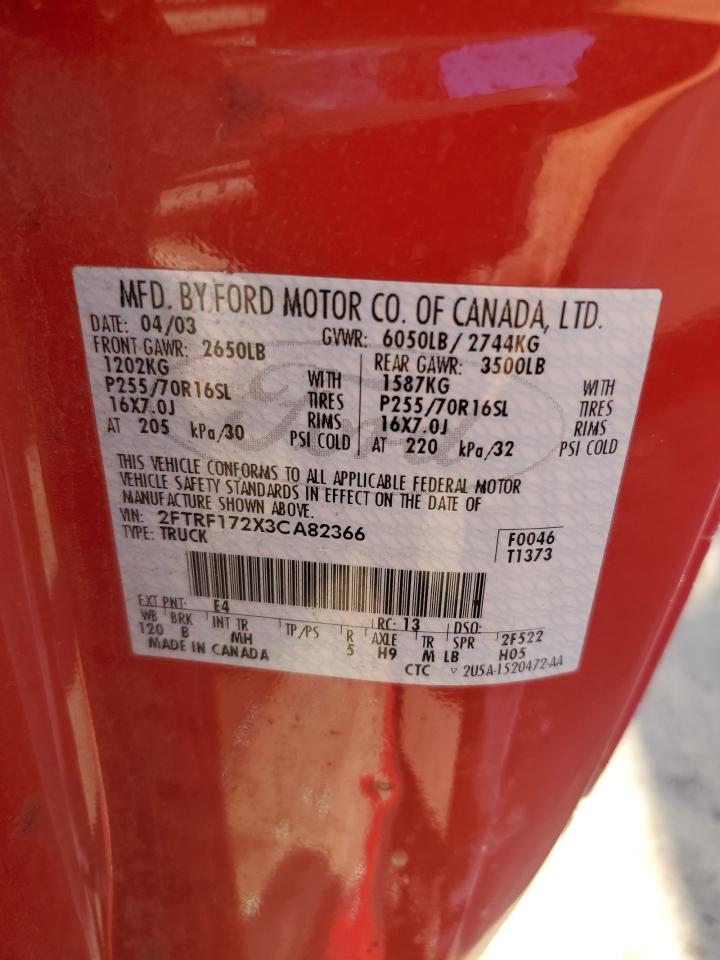 MFD. BY FORD MOTOR CO. OF CANADA, LTD.
DATE: 04/03 GVWR: 6050LB/ 2744KG
FRONT GAWR: 2650LB REAR GAWR: 3500LB
1202KG WITH 1587KG WITH
P255/70R16SL TIRES P255/70R16SL TIRES
16X7.0J RIMS 16X7.0J RIMS
AT 205 kPa/30 PSI COLD AT 220 kPa/32 PSI COLD
THIS VEHICLE CONFORMS TO ALL APPLICABLE FEDERAL MOTOR
VEHICLE SAFETY STANDARDS IN EFFECT ON THE DATE OF
MANUFACTURE SHOWN ABOVE.
VIN: 2FTRF172X3CA82366 F0046
TYPE: TRUCK T1373
EXT PNT: E4 RC: 13 DSO:
WB BRK INT TR TP/PS R AXLE TR SPR 2F522
120 B MH 5 H9 M LB H05
MADE IN CANADA CTC ▽ 2U5A-1520472-AA
Ford